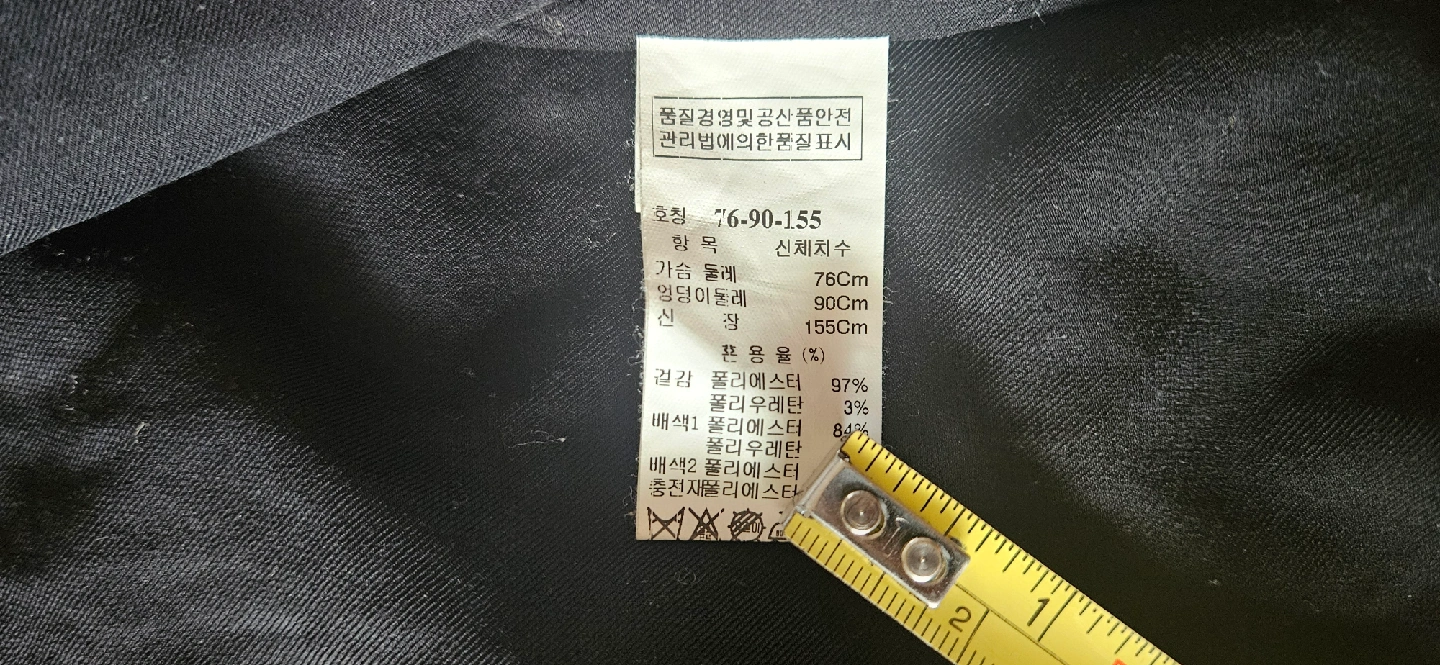 품질경영및공산품안전
관리법에의한품질표시
호칭 76-90-155
항 목 신체치수
가슴 둘레 76Cm
엉덩이둘레 90Cm
신 장 155Cm
혼 용 율 (%)
겉감 폴리에스터 97%
폴리우레탄 3%
배색1 폴리에스터 84%
폴리우레탄
배색2 폴리에스터
충전재폴리에스터
1
2